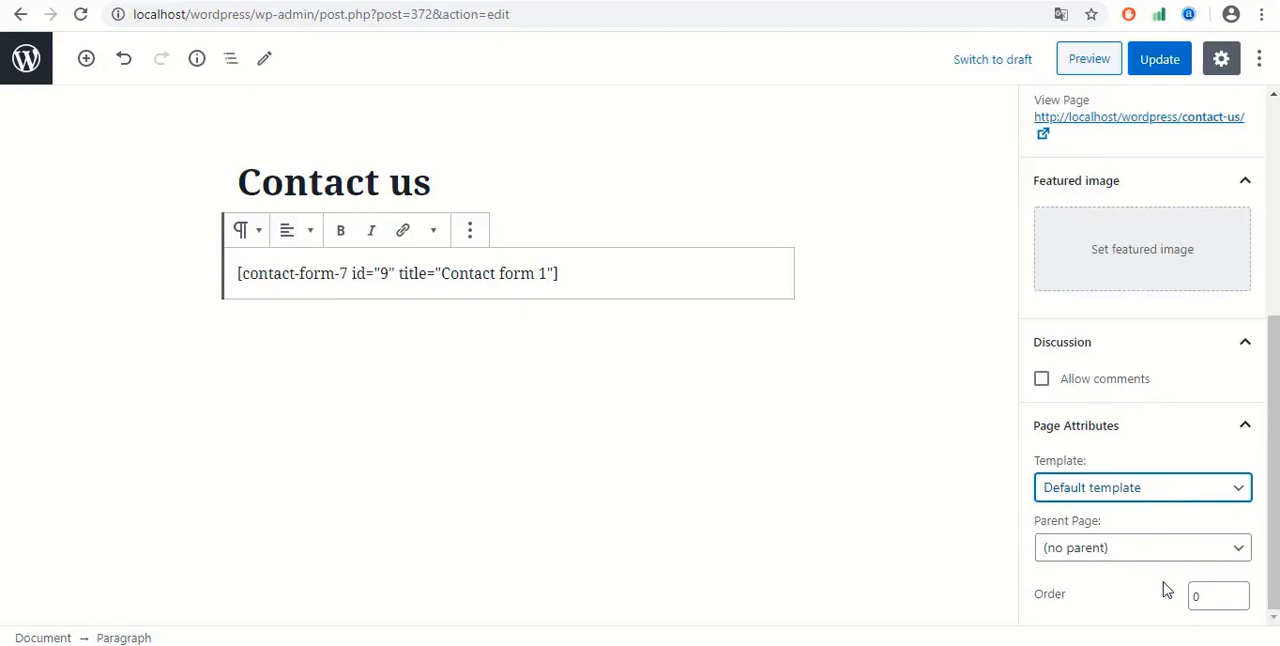 localhost/wordpress/wp-admin/post.php?post=372&action=edit
Switch to draft
Preview
Update
View Page
http://localhost/wordpress/contact-us/
Featured image
Set featured image
Discussion
Allow comments
Page Attributes
Template:
Default template
Parent Page:
(no parent)
Order
0
Contact us
B I
[contact-form-7 id="9" title="Contact form 1"]
Document → Paragraph